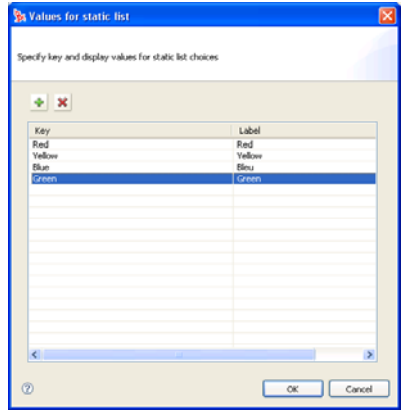 Values for static list
Specify key and display values for static list choices
Key Label
Red Red
Yellow Yellow
Blue Bleu
Green Green
OK Cancel